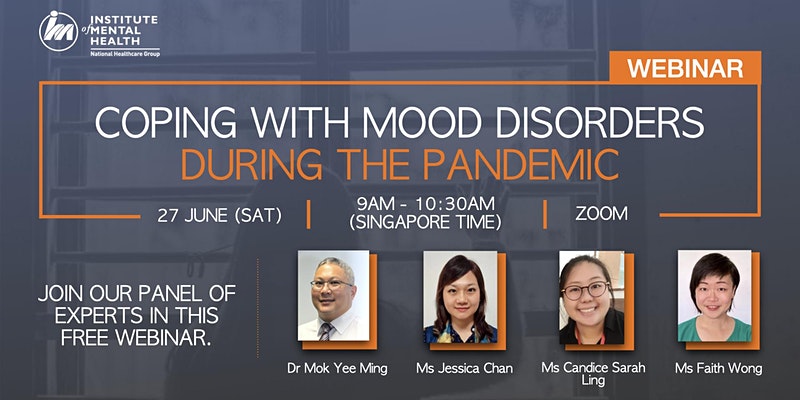 INSTITUTE
of MENTAL
HEALTH
National Healthcare Group
WEBINAR
COPING WITH MOOD DISORDERS
DURING THE PANDEMIC
27 JUNE (SAT)
9AM - 10:30AM
(SINGAPORE TIME)
ZOOM
JOIN OUR PANEL OF
EXPERTS IN THIS
FREE WEBINAR.
Dr Mok Yee Ming
Ms Jessica Chan
Ms Candice Sarah
Ling
Ms Faith Wong